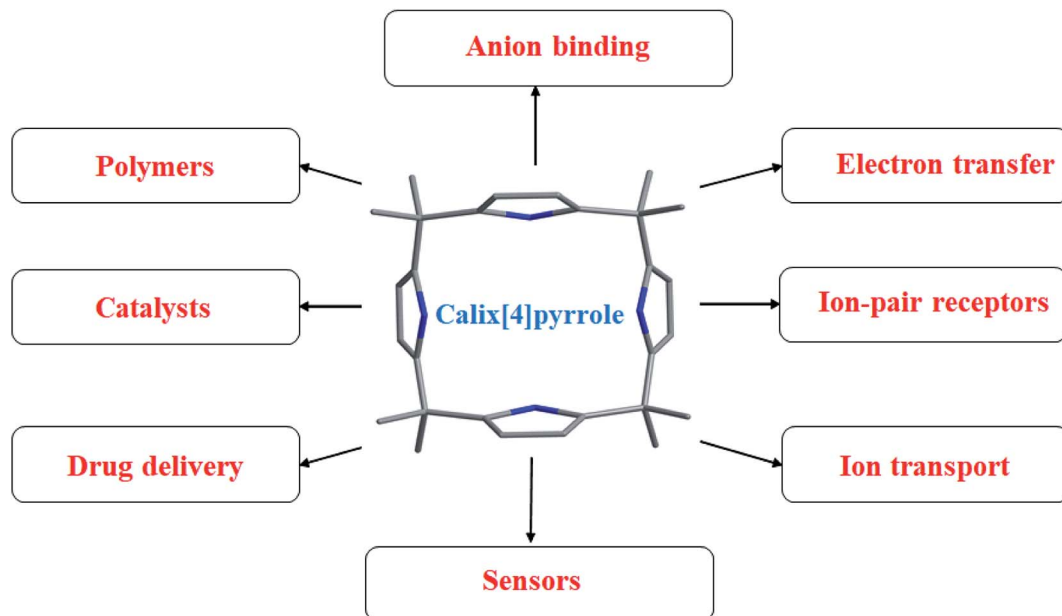 Anion binding
Polymers
Electron transfer
Catalysts
Calix[4]pyrrole
Ion-pair receptors
Drug delivery
Ion transport
Sensors